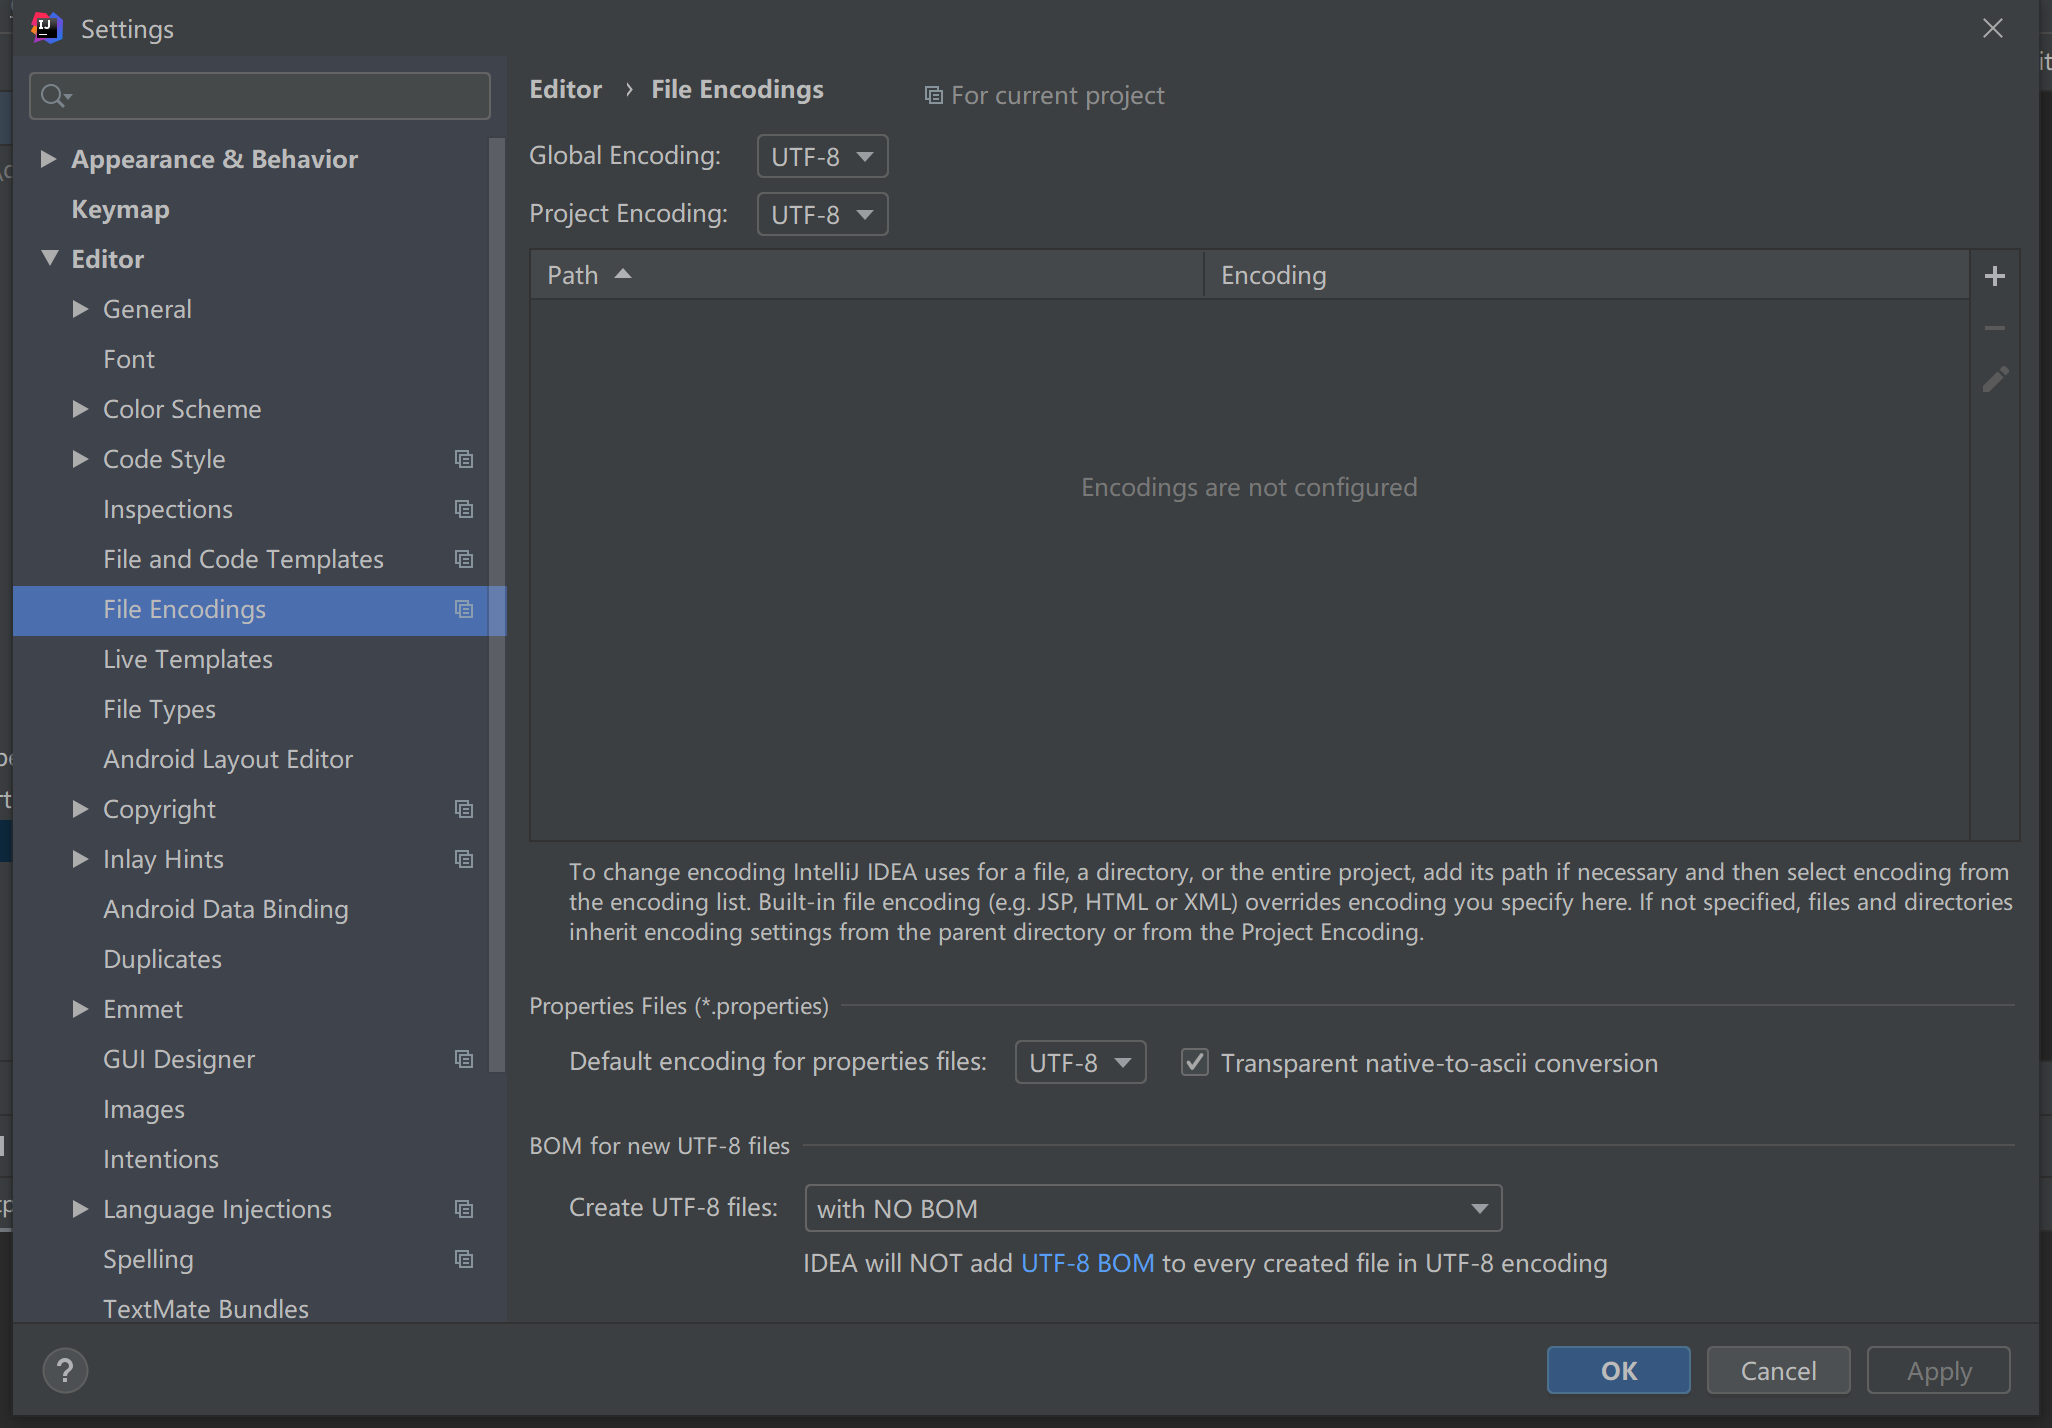 Settings
Appearance & Behavior
Keymap
Editor
General
Font
Color Scheme
Code Style
Inspections
File and Code Templates
File Encodings
Live Templates
File Types
Android Layout Editor
Copyright
Inlay Hints
Android Data Binding
Duplicates
Emmet
GUI Designer
Images
Intentions
Language Injections
Spelling
TextMate Bundles
Editor › File Encodings
For current project
Global Encoding: UTF-8
Project Encoding: UTF-8
Path Encoding
Encodings are not configured
To change encoding IntelliJ IDEA uses for a file, a directory, or the entire project, add its path if necessary and then select encoding from
the encoding list. Built-in file encoding (e.g. JSP, HTML or XML) overrides encoding you specify here. If not specified, files and directories
inherit encoding settings from the parent directory or from the Project Encoding.
Properties Files (*.properties)
Default encoding for properties files: UTF-8 Transparent native-to-ascii conversion
BOM for new UTF-8 files
Create UTF-8 files: with NO BOM
IDEA will NOT add UTF-8 BOM to every created file in UTF-8 encoding
? OK Cancel Apply